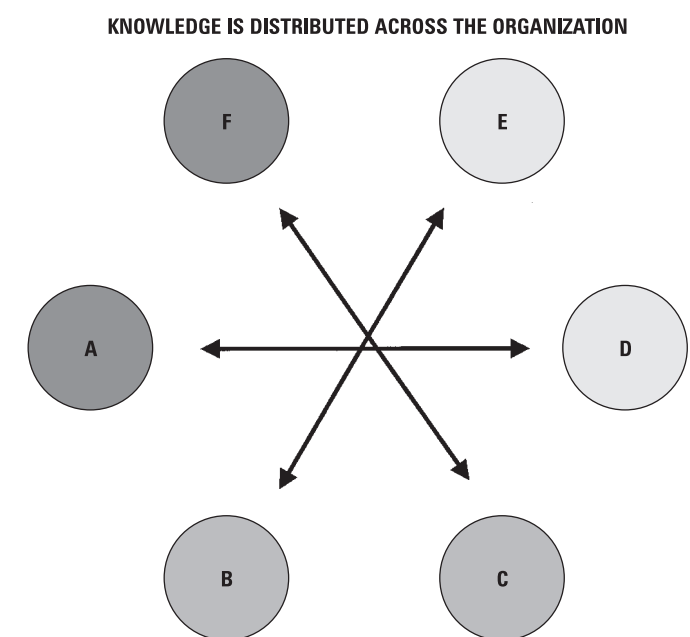 KNOWLEDGE IS DISTRIBUTED ACROSS THE ORGANIZATION
F
E
A
D
B
C